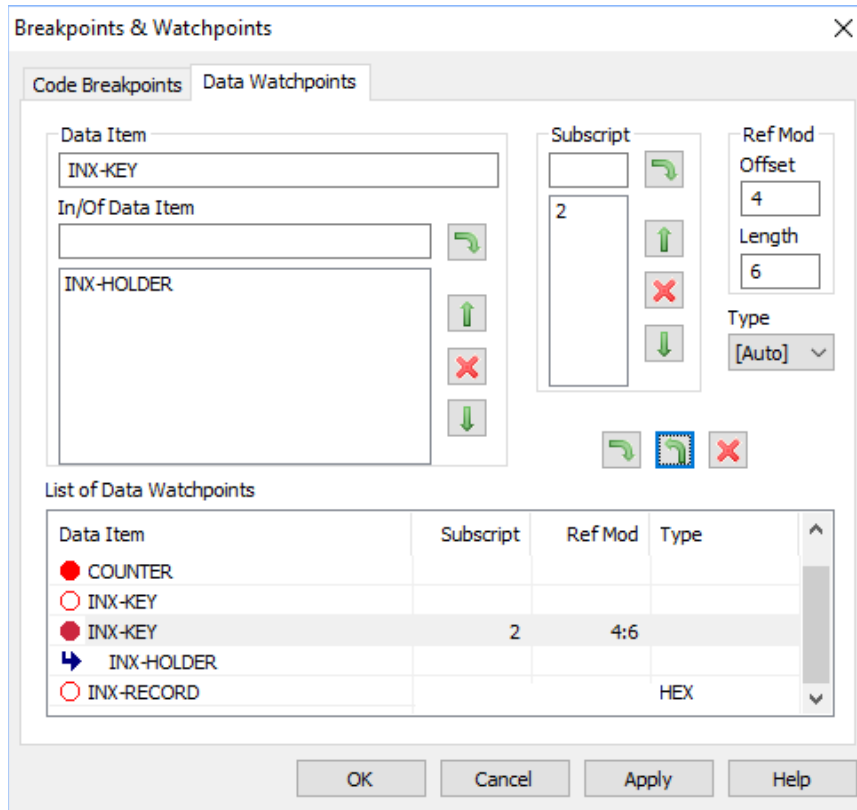 Breakpoints & Watchpoints
Code Breakpoints Data Watchpoints
Data Item Subscript Ref Mod
INX-KEY Offset
4
In/Of Data Item
2
Length
INX-HOLDER
6
Type
[Auto]
List of Data Watchpoints
Data Item Subscript Ref Mod Type
COUNTER
INX-KEY
INX-KEY 2 4:6
INX-HOLDER
INX-RECORD HEX
OK Cancel Apply Help